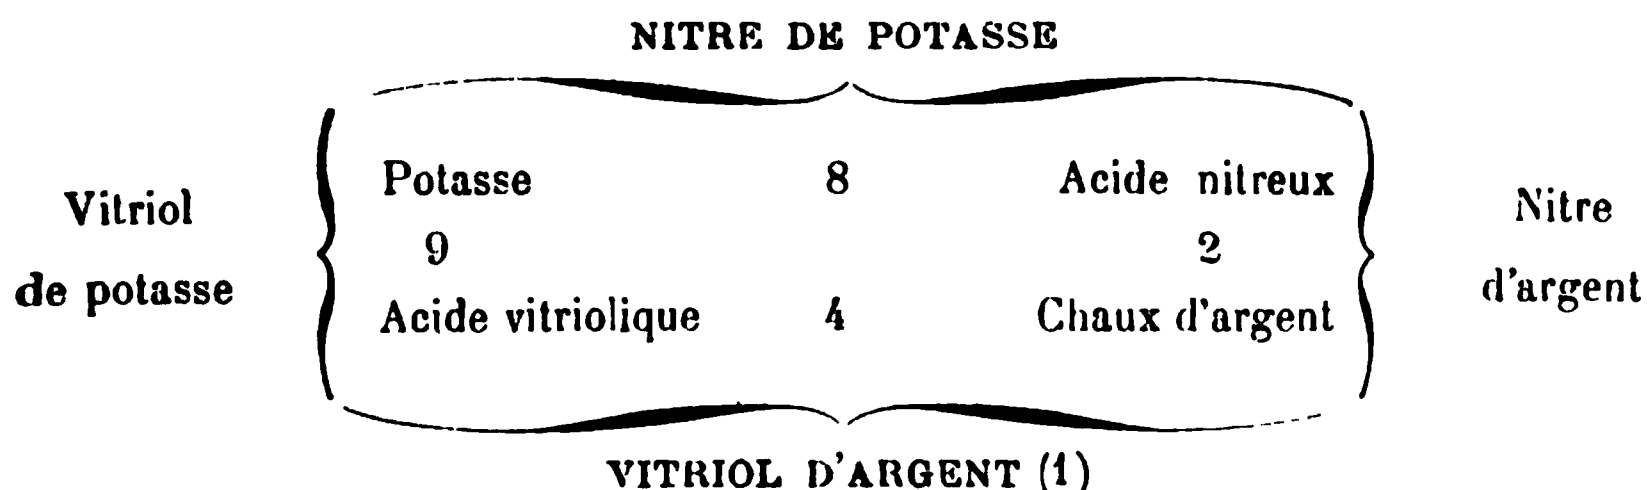 NITRE DE POTASSE
Potasse 8 Acide nitreux
Vitriol Nitre
9 2
de potasse d'argent
Acide vitriolique 4 Chaux d'argent
VITRIOL D'ARGENT (1)